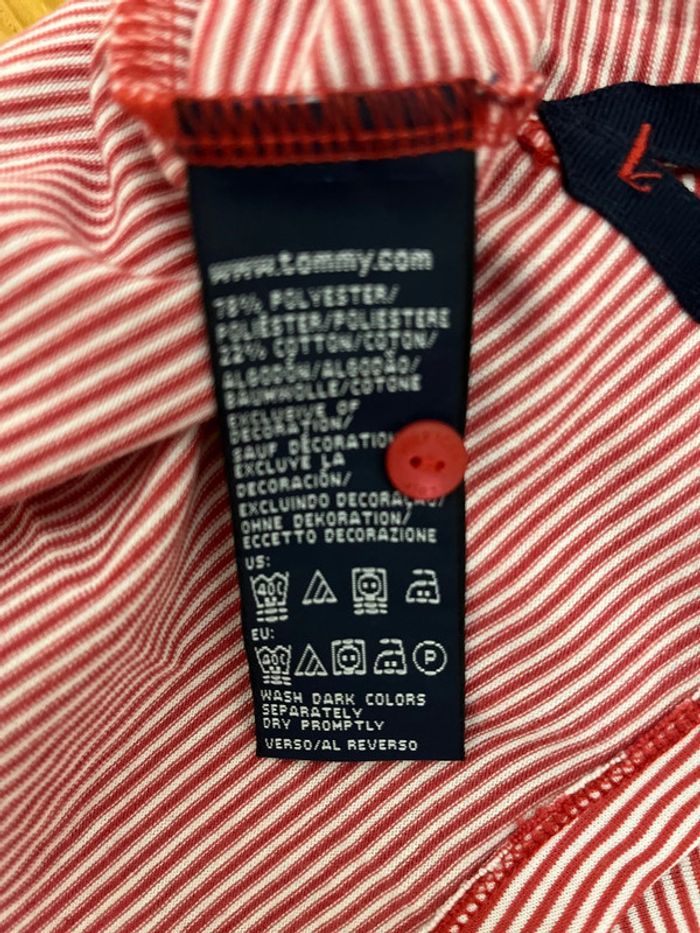 www.tommy.com
78% POLYESTER/
POLIÉSTER/POLIESTERE
22% COTTON/COTON/
ALGODÓN/ALGODÃO/
BAUMWOLLE/COTONE
EXCLUSIVE OF
DECORATION/
SAUF DÉCORATION
EXCLUYE LA
DECORACIÓN/
EXCLUINDO DECORAÇÃO/
OHNE DEKORATION/
ECCETTO DECORAZIONE
US:
40C
EU:
40C P
WASH DARK COLORS
SEPARATELY
DRY PROMPTLY
VERSO/AL REVERSO